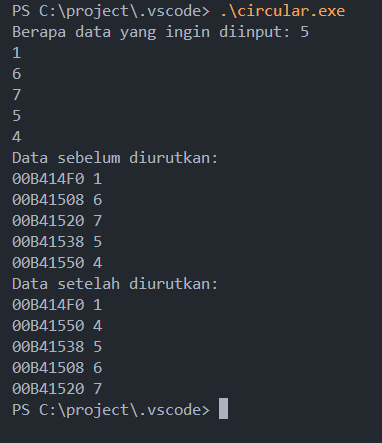 PS C:\project\.vscode> .\circular.exe
Berapa data yang ingin diinput: 5
1
6
7
5
4
Data sebelum diurutkan:
00B414F0 1
00B41508 6
00B41520 7
00B41538 5
00B41550 4
Data setelah diurutkan:
00B414F0 1
00B41550 4
00B41538 5
00B41508 6
00B41520 7
PS C:\project\.vscode>